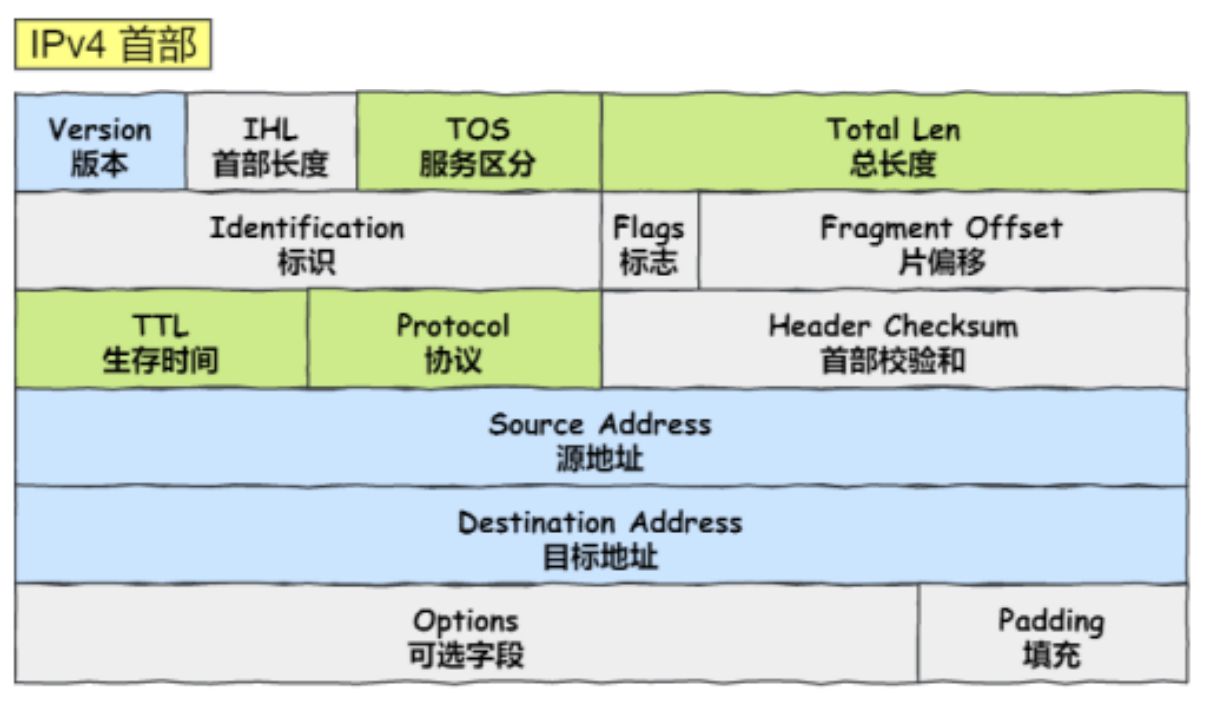 IPv4 首部
Version
版本
IHL
首部长度
TOS
服务区分
Total Len
总长度
Identification
标识
Flags
标志
Fragment Offset
片偏移
TTL
生存时间
Protocol
协议
Header Checksum
首部校验和
Source Address
源地址
Destination Address
目标地址
Options
可选字段
Padding
填充